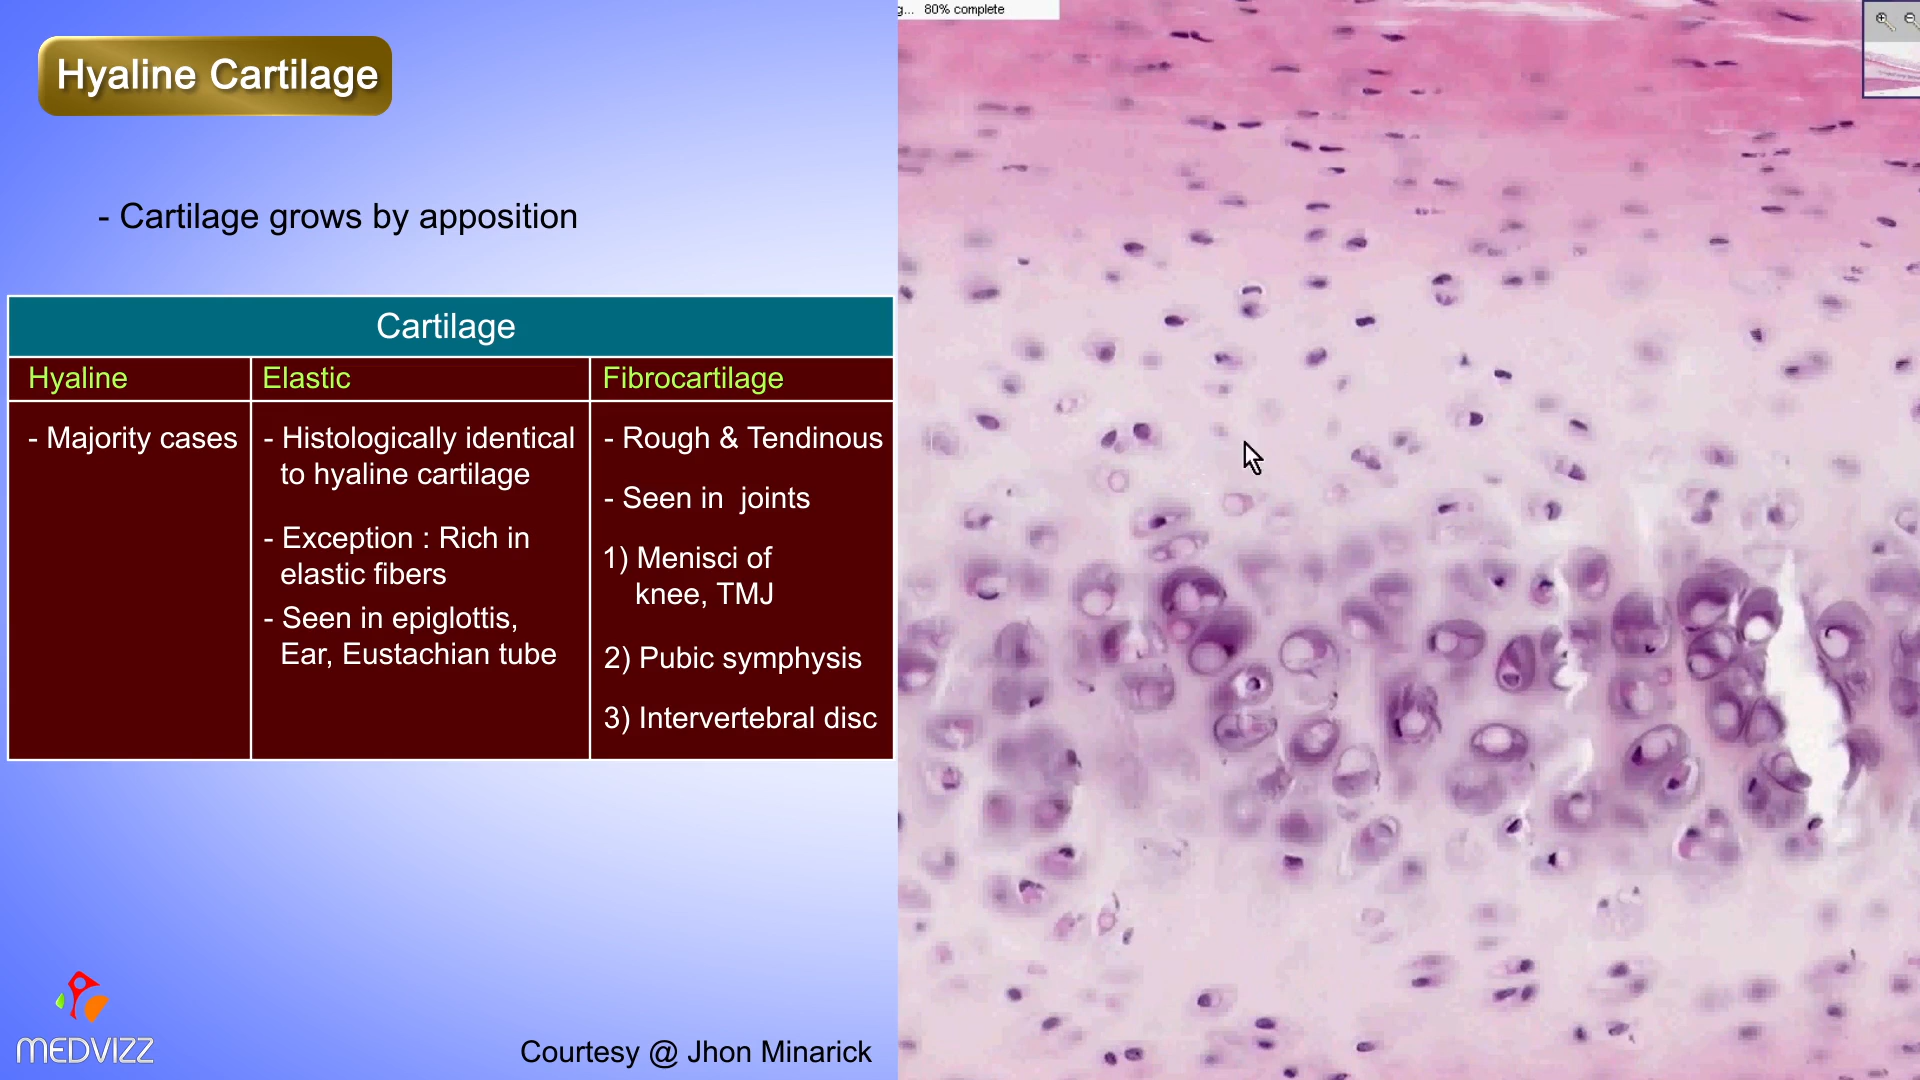 g... 80% complete
Hyaline Cartilage
- Cartilage grows by apposition
Cartilage
Hyaline
Elastic
Fibrocartilage
- Majority cases
- Histologically identical
to hyaline cartilage
- Exception : Rich in
elastic fibers
- Seen in epiglottis,
Ear, Eustachian tube
- Rough & Tendinous
- Seen in joints
1) Menisci of
knee, TMJ
2) Pubic symphysis
3) Intervertebral disc
MEDVIZZ
Courtesy @ Jhon Minarick